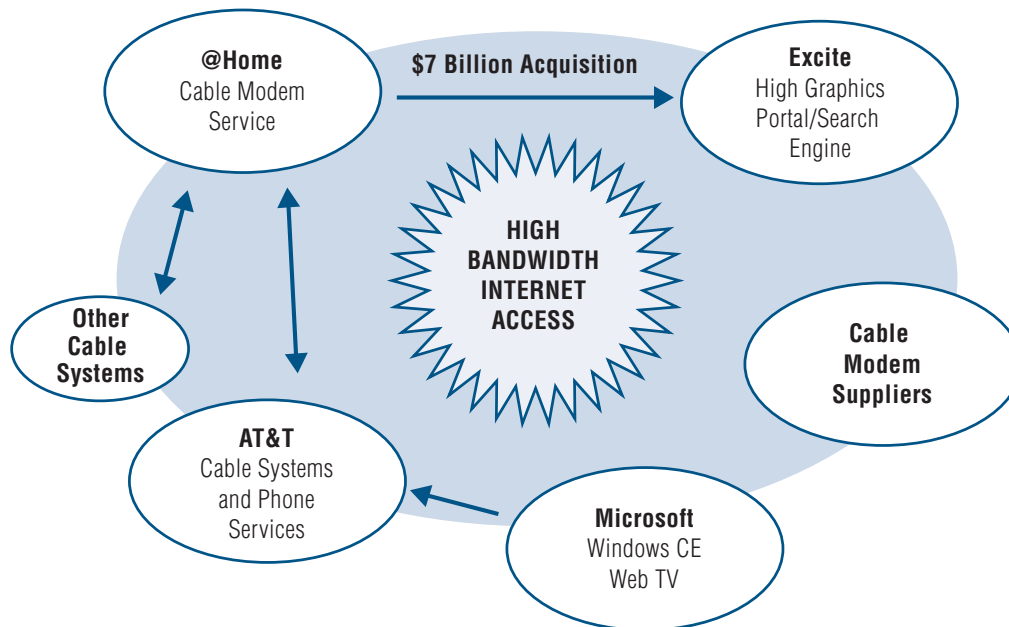 @Home
Cable Modem
Service
$7 Billion Acquisition
Excite
High Graphics
Portal/Search
Engine
HIGH
BANDWIDTH
INTERNET
ACCESS
Other
Cable
Systems
Cable
Modem
Suppliers
AT&T
Cable Systems
and Phone
Services
Microsoft
Windows CE
Web TV